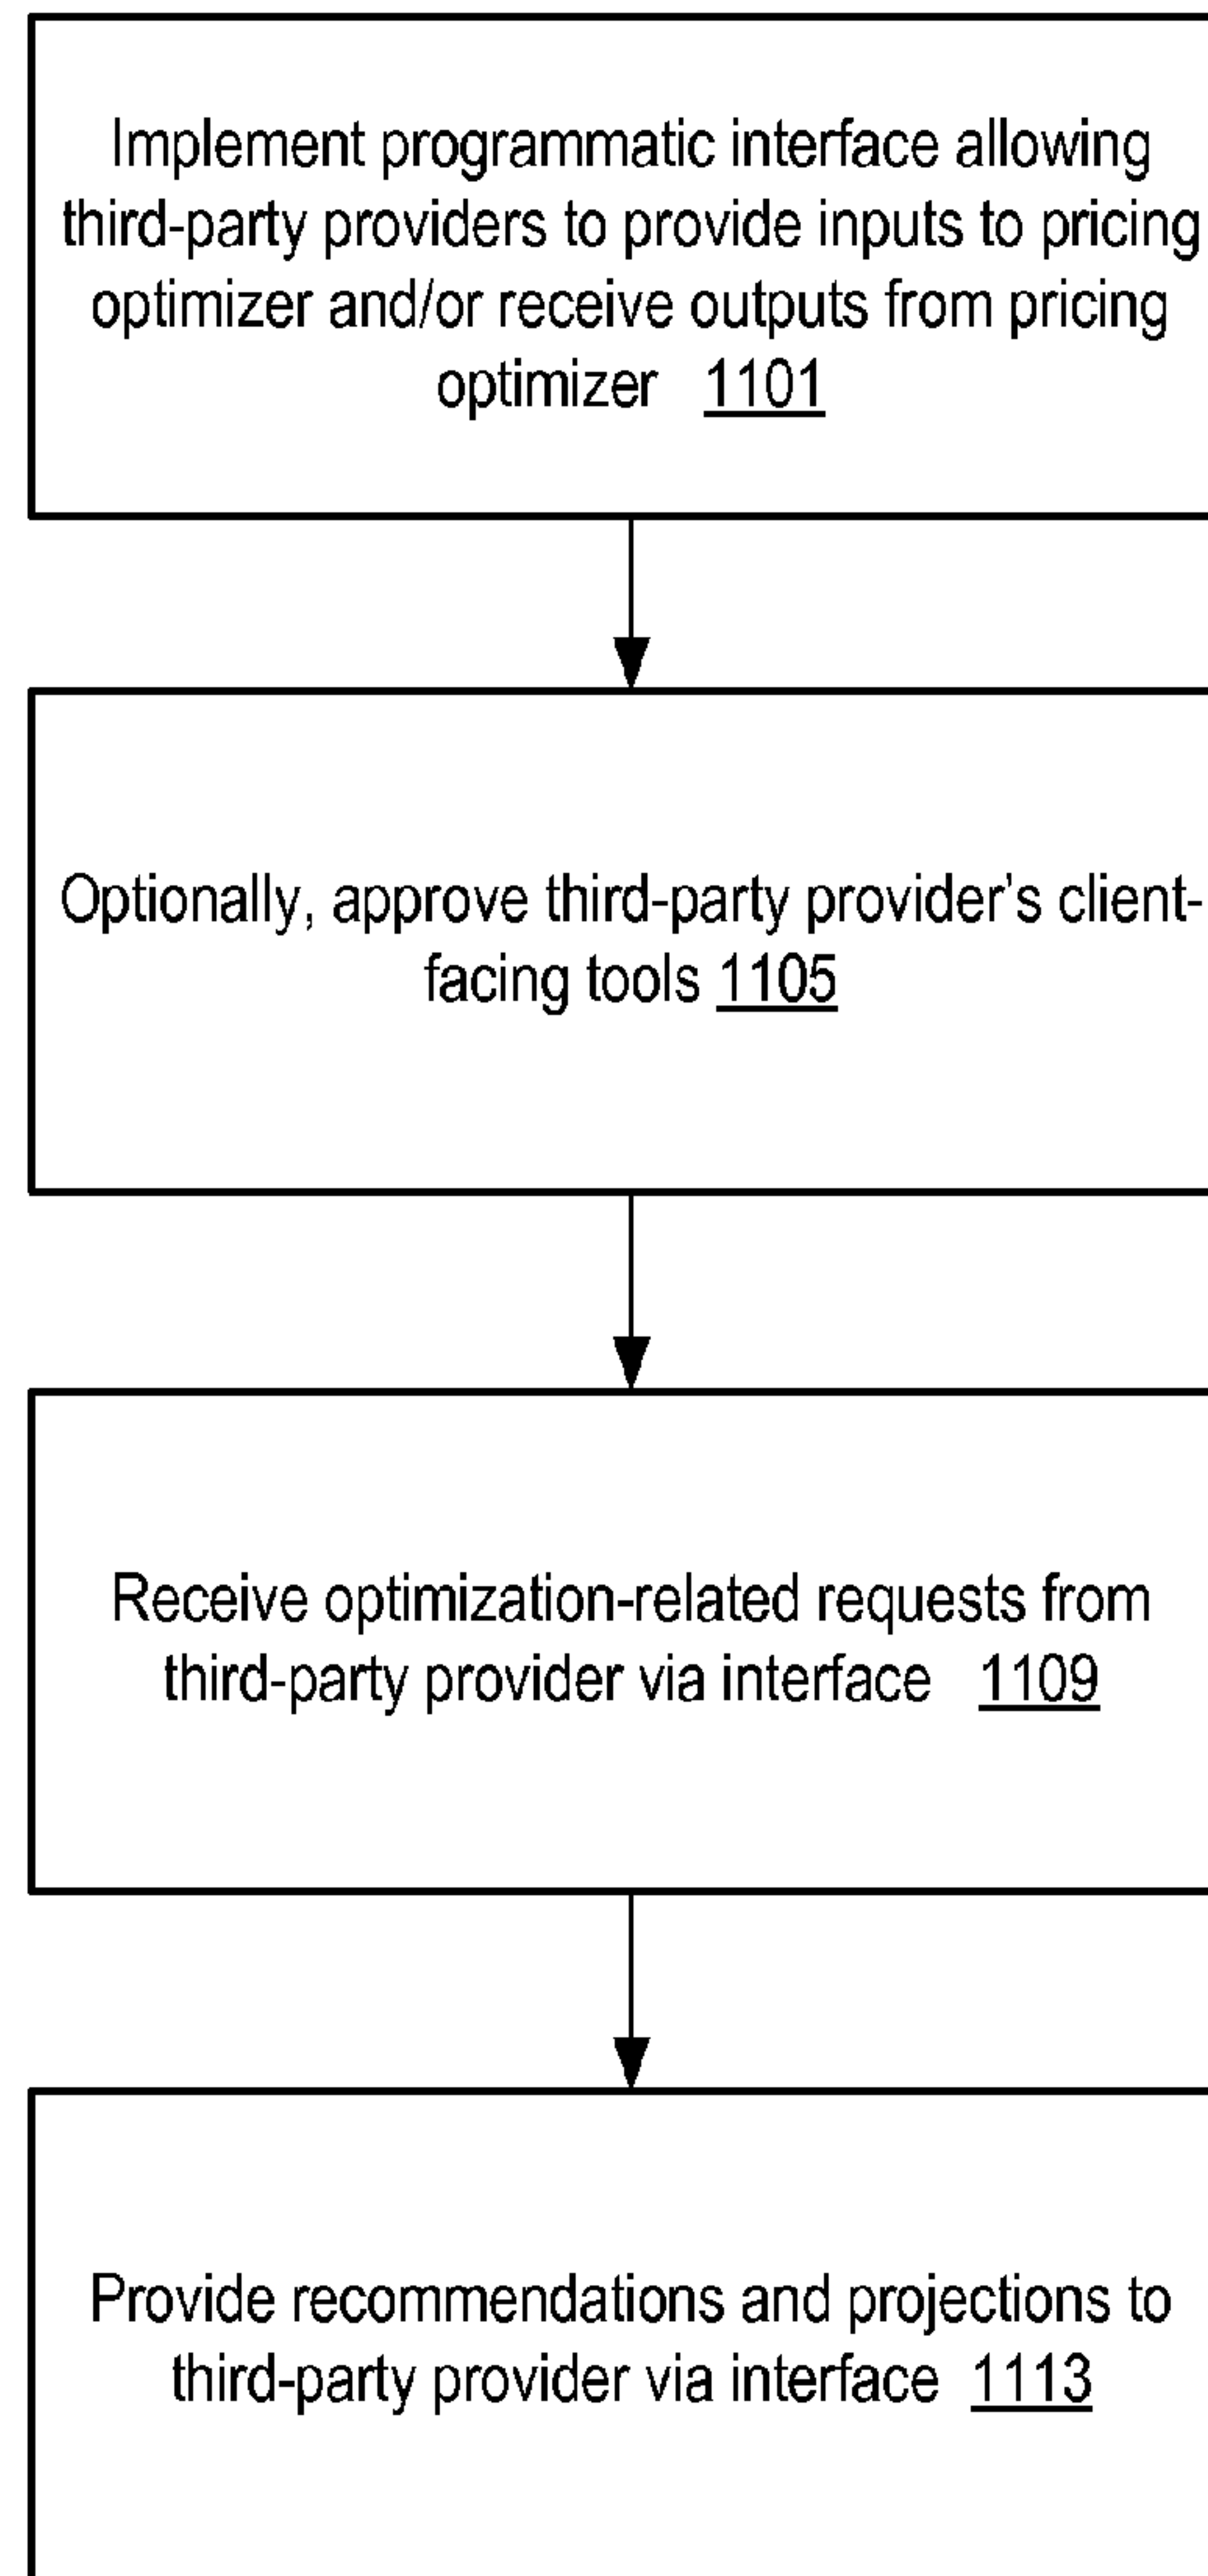 Implement programmatic interface allowing
third-party providers to provide inputs to pricing
optimizer and/or receive outputs from pricing
optimizer 1101
Optionally, approve third-party provider's client-
facing tools 1105
Receive optimization-related requests from
third-party provider via interface 1109
Provide recommendations and projections to
third-party provider via interface 1113